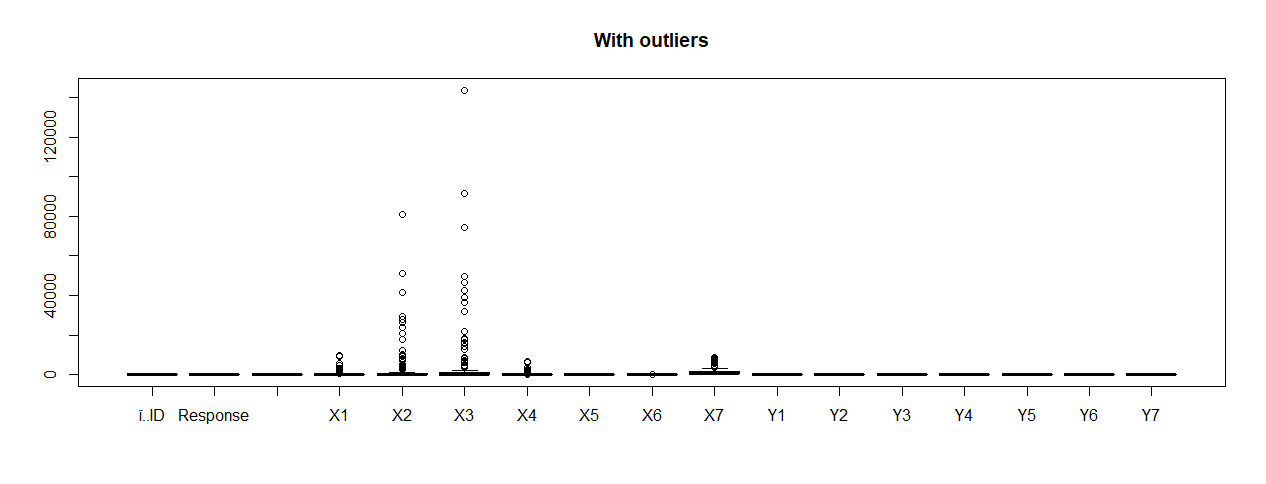 With outliers
120000
80000
40000
0
ï..ID Response X1 X2 X3 X4 X5 X6 X7 Y1 Y2 Y3 Y4 Y5 Y6 Y7